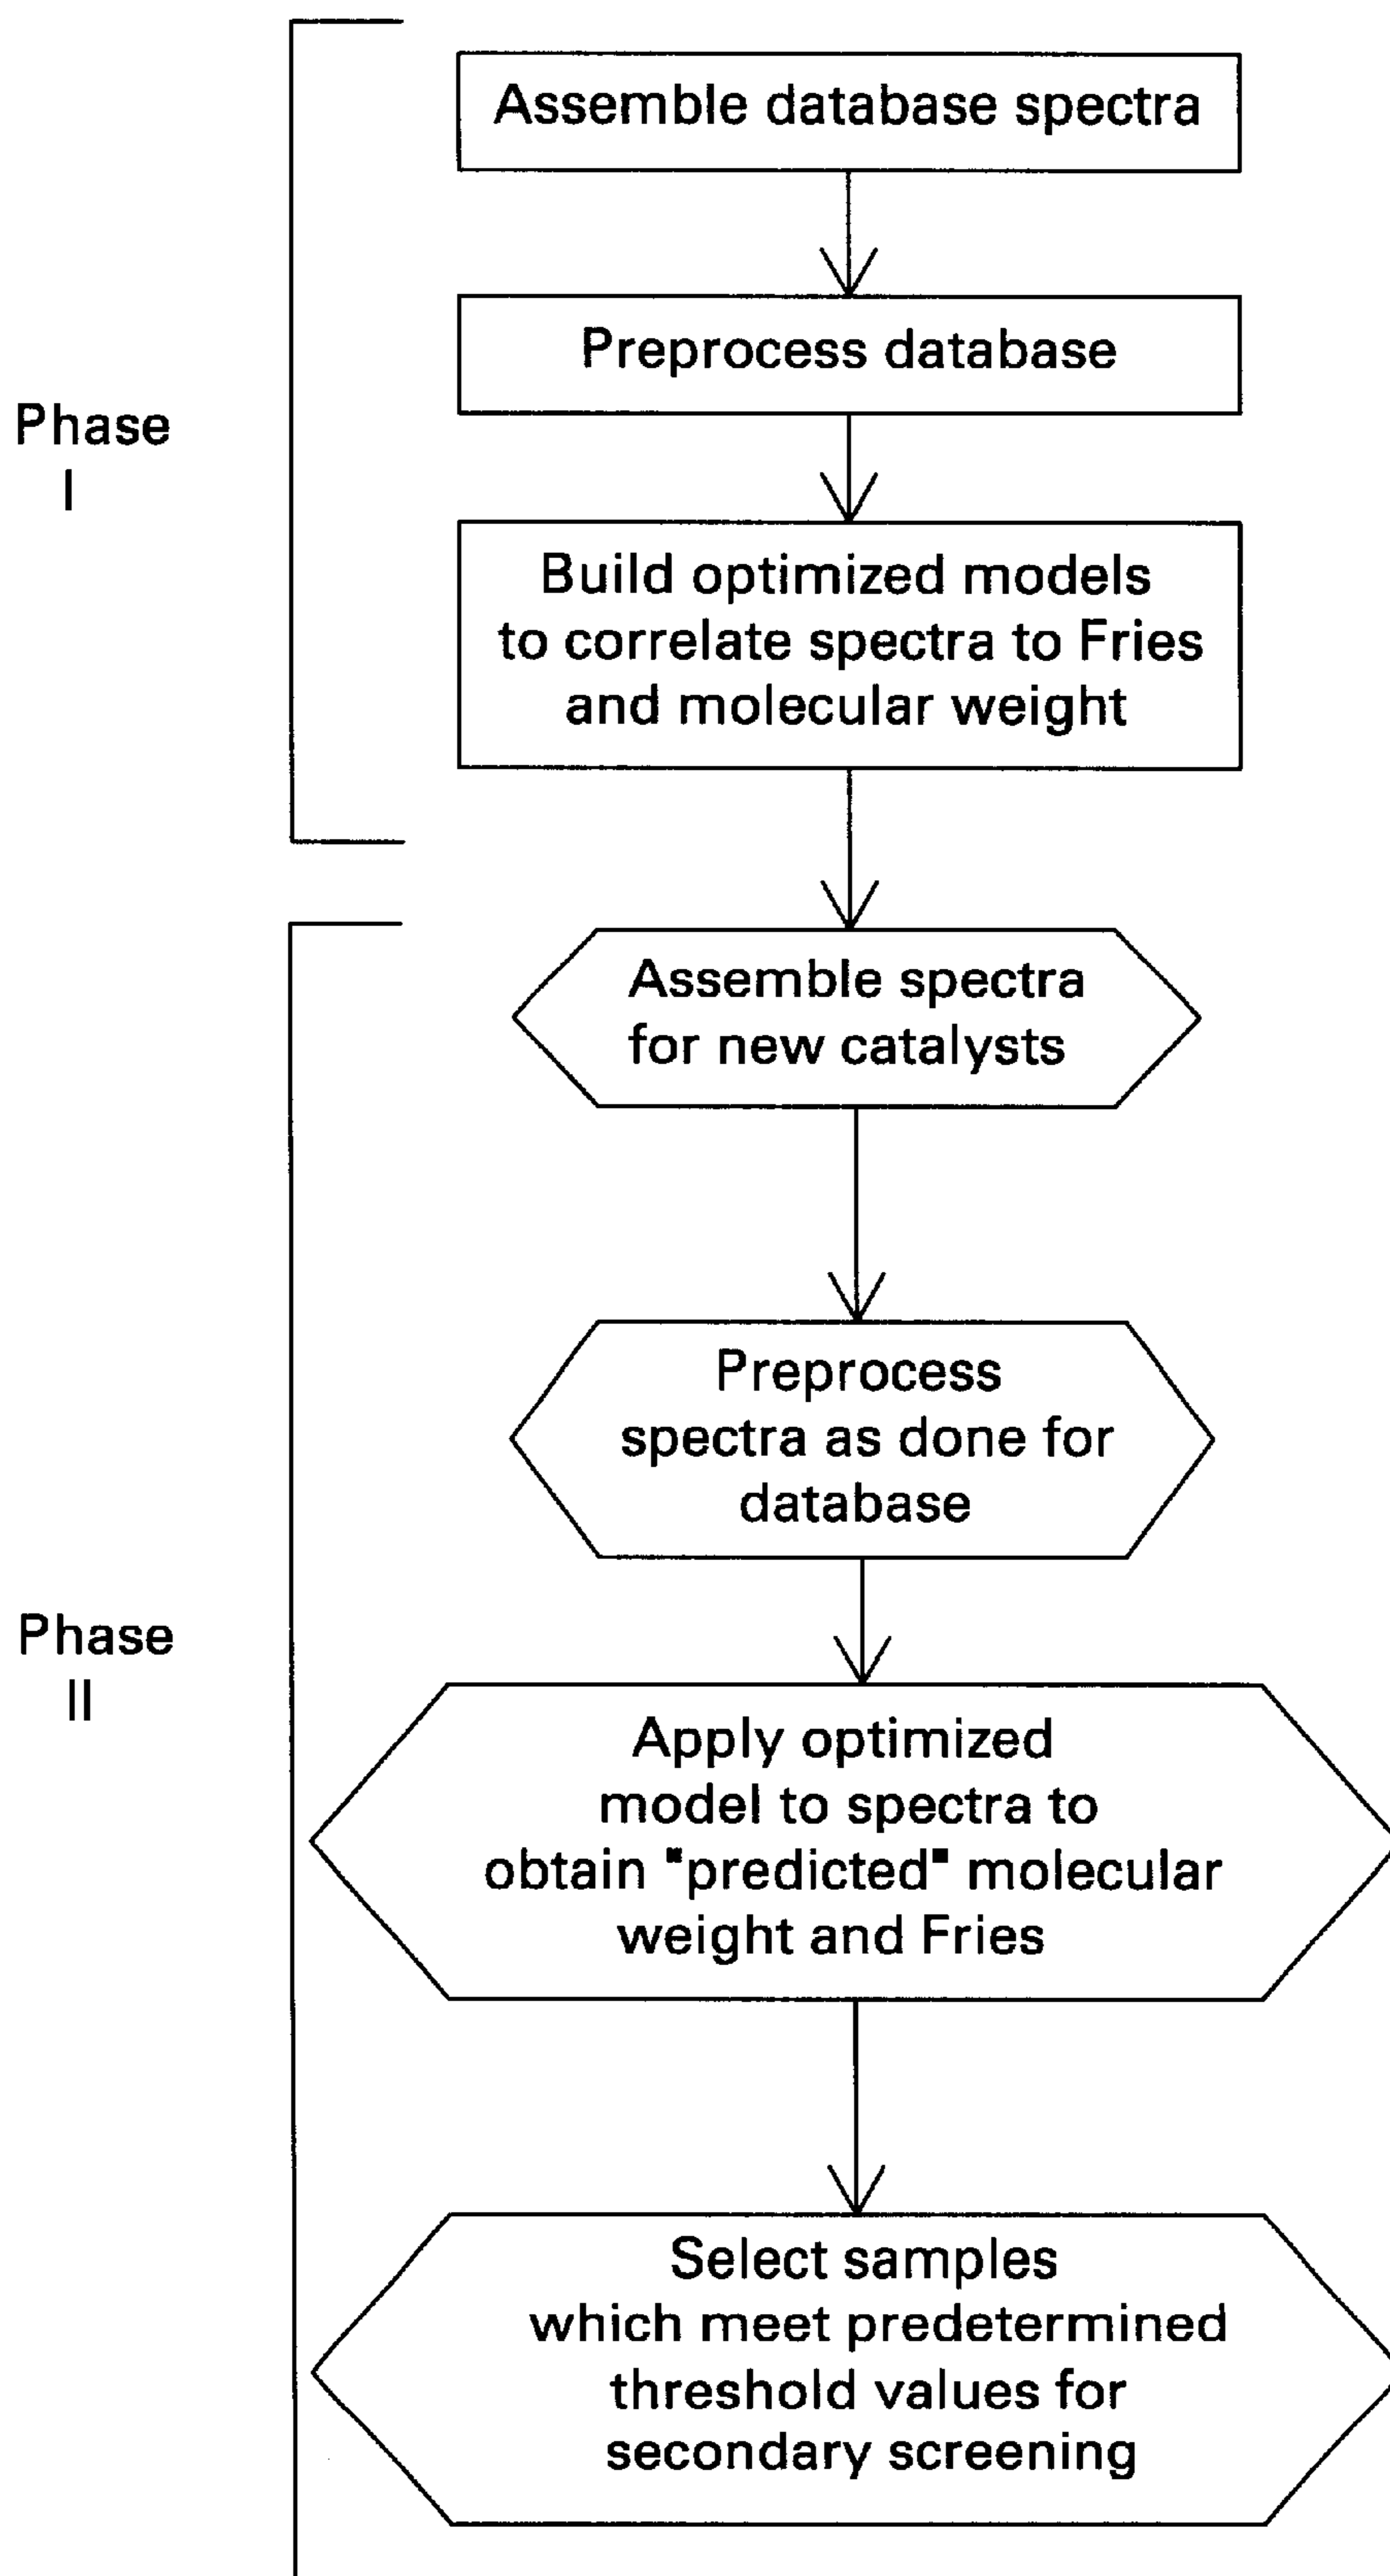 Assemble database spectra
Preprocess database
Phase
I
Build optimized models
to correlate spectra to Fries
and molecular weight
Assemble spectra
for new catalysts
Preprocess
spectra as done for
database
Phase
II
Apply optimized
model to spectra to
obtain "predicted" molecular
weight and Fries
Select samples
which meet predetermined
threshold values for
secondary screening